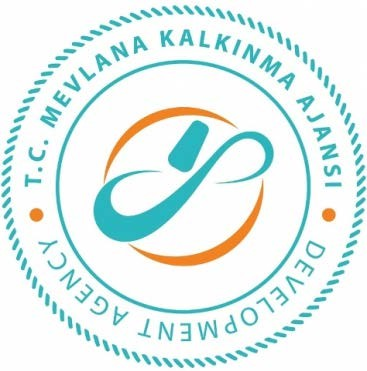 T.C. MEVLANA KALKINMA AJANSI
DEVELOPMENT AGENCY